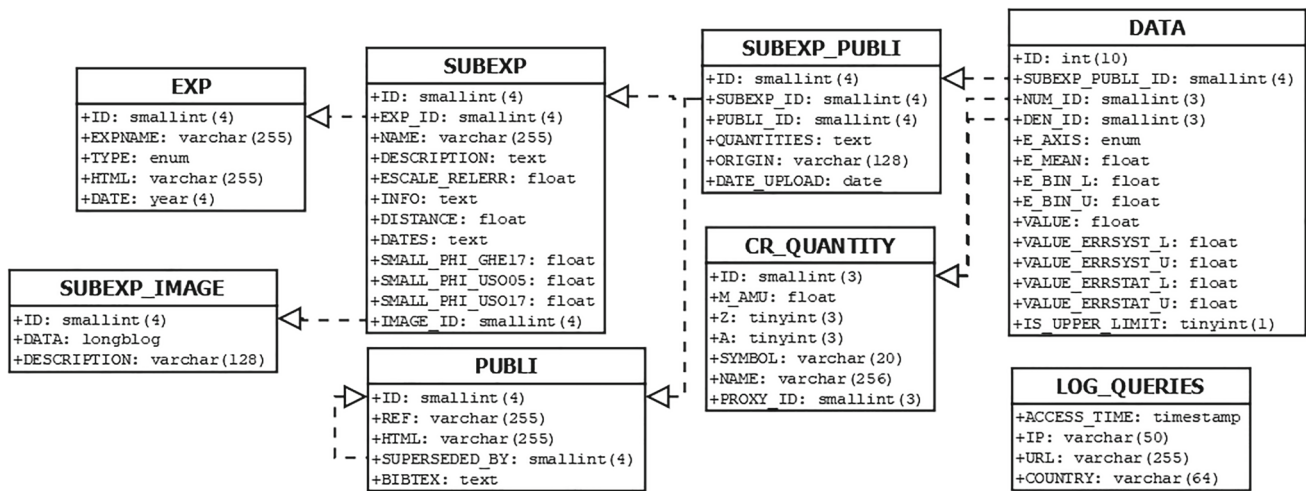 EXP
+ID: smallint(4)
+EXPNAME: varchar(255)
+TYPE: enum
+HTML: varchar(255)
+DATE: year(4)
SUBEXP_IMAGE
+ID: smallint(4)
+DATA: longblog
+DESCRIPTION: varchar(128)
SUBEXP
+ID: smallint(4)
+EXP_ID: smallint(4)
+NAME: varchar(255)
+DESCRIPTION: text
+ESCALE_RELERR: float
+INFO: text
+DISTANCE: float
+DATES: text
+SMALL_PHI_GHE17: float
+SMALL_PHI_USO05: float
+SMALL_PHI_USO17: float
+IMAGE_ID: smallint(4)
PUBLI
+ID: smallint(4)
+REF: varchar(255)
+HTML: varchar(255)
+SUPERSEDED_BY: smallint(4)
+BIBTEX: text
SUBEXP_PUBLI
+ID: smallint(4)
+SUBEXP_ID: smallint(4)
+PUBLI_ID: smallint(4)
+QUANTITIES: text
+ORIGIN: varchar(128)
+DATE_UPLOAD: date
CR_QUANTITY
+ID: smallint(3)
+M_AMU: float
+Z: tinyint(3)
+A: tinyint(3)
+SYMBOL: varchar(20)
+NAME: varchar(256)
+PROXY_ID: smallint(3)
DATA
+ID: int(10)
+SUBEXP_PUBLI_ID: smallint(4)
+NUM_ID: smallint(3)
+DEN_ID: smallint(3)
+E_AXIS: enum
+E_MEAN: float
+E_BIN_L: float
+E_BIN_U: float
+VALUE: float
+VALUE_ERRSYST_L: float
+VALUE_ERRSYST_U: float
+VALUE_ERRSTAT_L: float
+VALUE_ERRSTAT_U: float
+IS_UPPER_LIMIT: tinyint(1)
LOG_QUERIES
+ACCESS_TIME: timestamp
+IP: varchar(50)
+URL: varchar(255)
+COUNTRY: varchar(64)